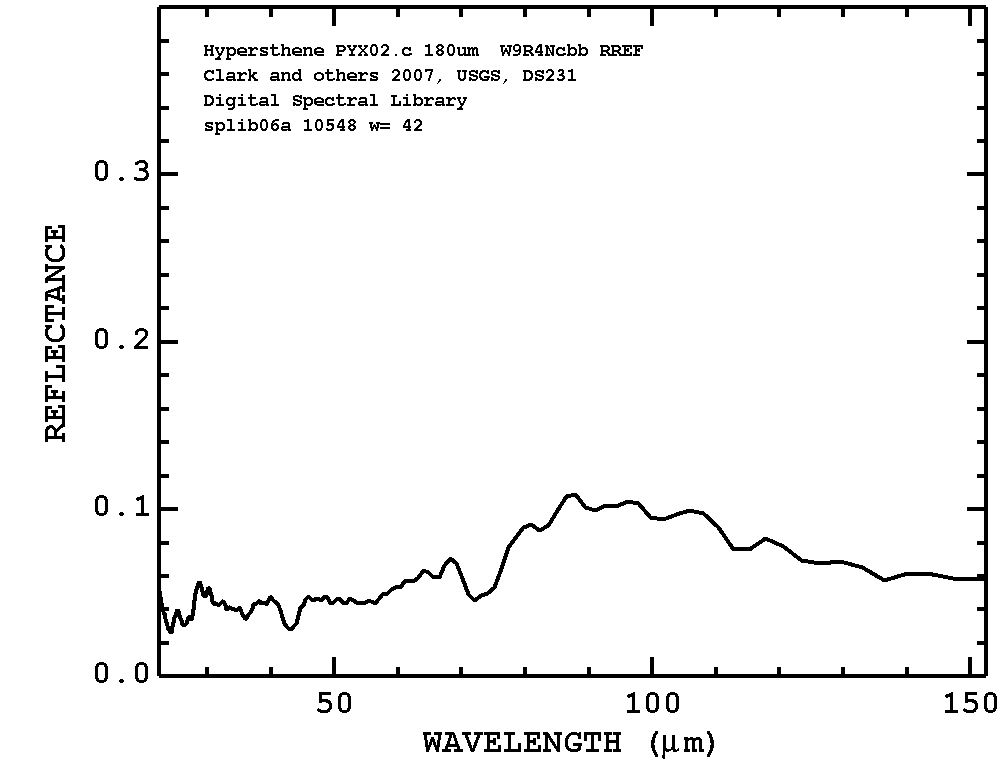 Hypersthene PYX02.c 180um W9R4Ncbb RREF
Clark and others 2007, USGS, DS231
Digital Spectral Library
splib06a 10548 w= 42
0.3
0.2
0.1
0.0
REFLECTANCE
50 100 150
WAVELENGTH (μm)